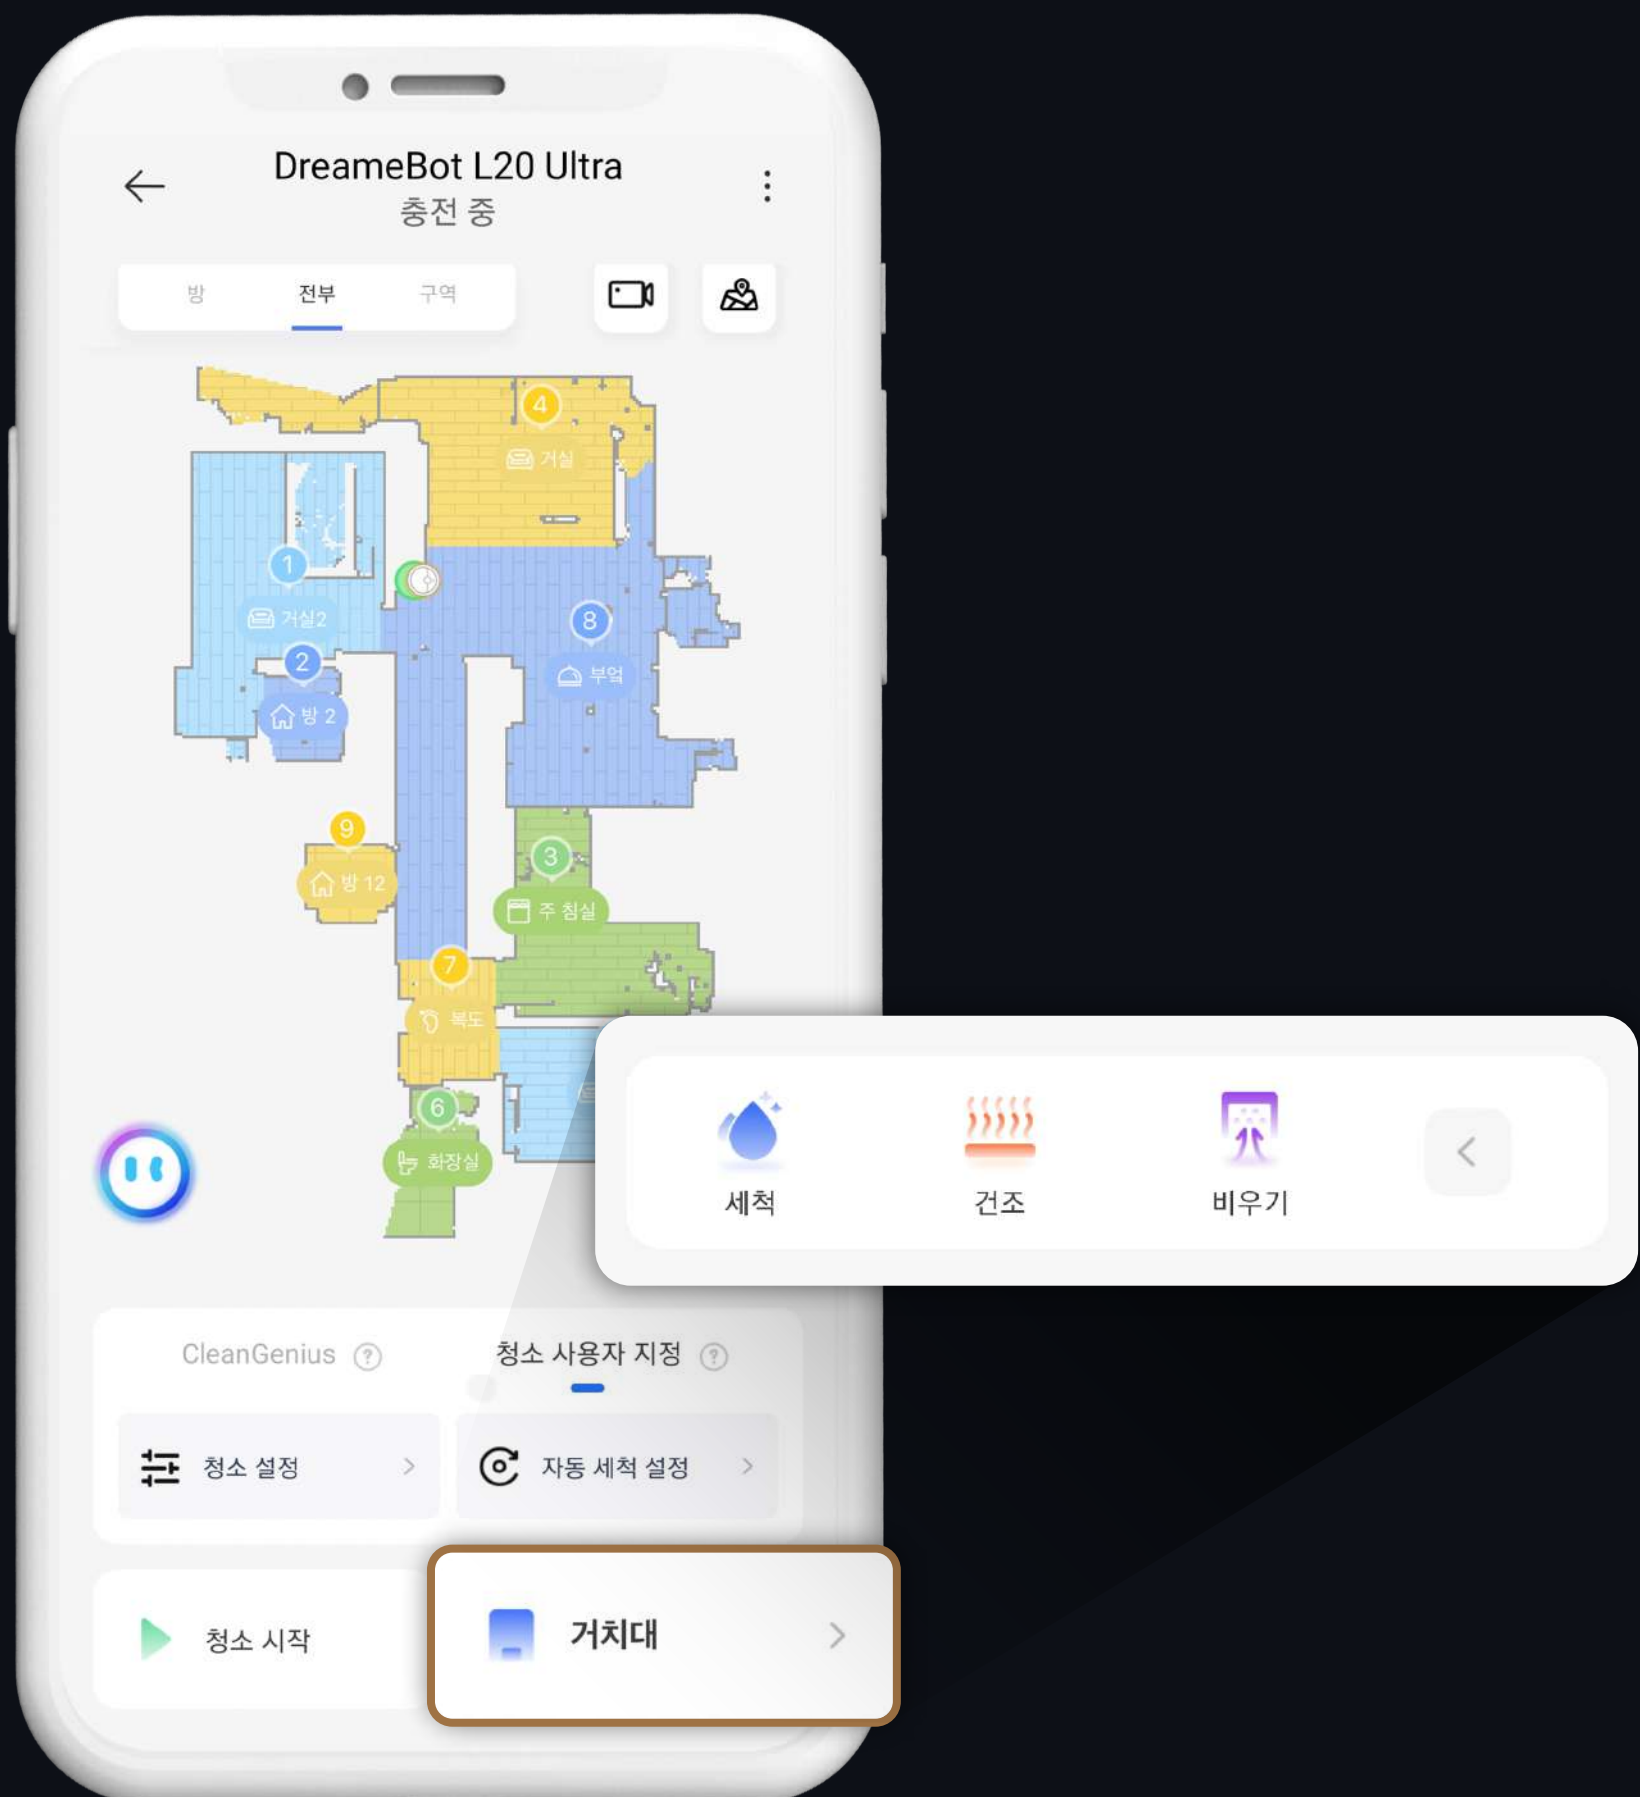 DreameBot L20 Ultra
충전 중
방
전부
구역
4
거실
1
거실2
8
부엌
2
방 2
9
방 12
3
주 침실
7
복도
6
화장실
세척
건조
비우기
CleanGenius ?
청소 사용자 지정 ?
청소 설정
자동 세척 설정
청소 시작
거치대